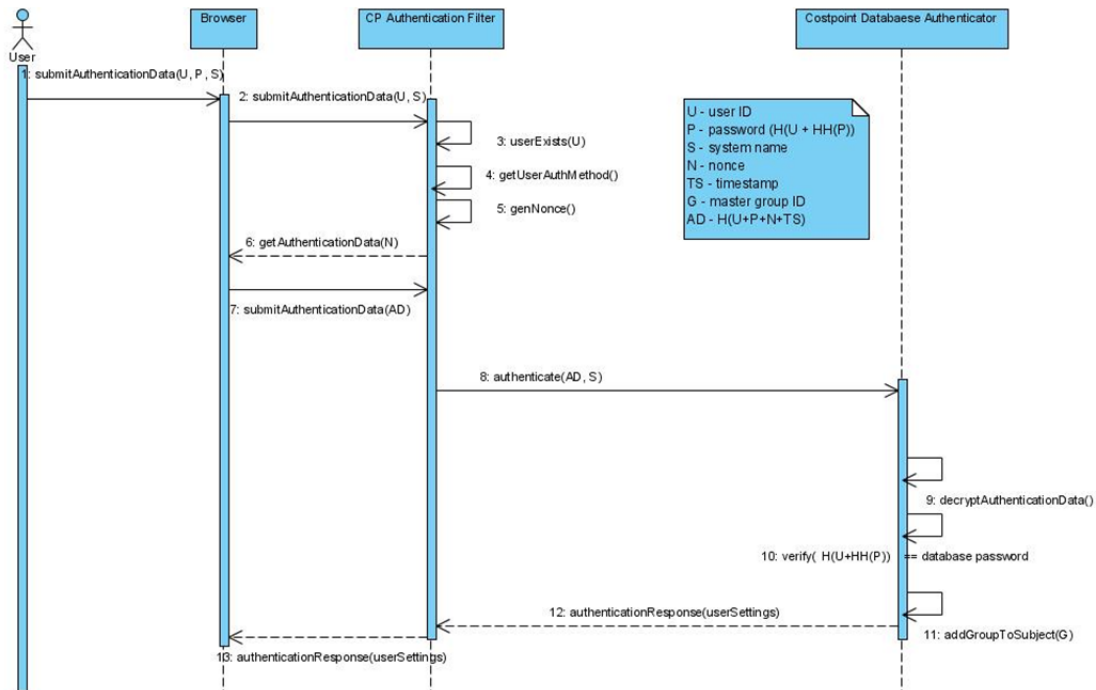 Browser
CP Authentication Filter
Costpoint Databaese Authenticator
User
1: submitAuthenticationData(U, P , S)
2: submitAuthenticationData(U, S)
U - user ID
P - password (H(U + HH(P))
S - system name
N - nonce
TS - timestamp
G - master group ID
AD - H(U+P+N+TS)
3: userExists(U)
4: getUserAuthMethod()
5: genNonce()
6: getAuthenticationData(N)
7: submitAuthenticationData(AD)
8: authenticate(AD, S)
9: decryptAuthenticationData()
10: verify( H(U+HH(P)) == database password
12: authenticationResponse(userSettings)
11: addGroupToSubject(G)
13: authenticationResponse(userSettings)